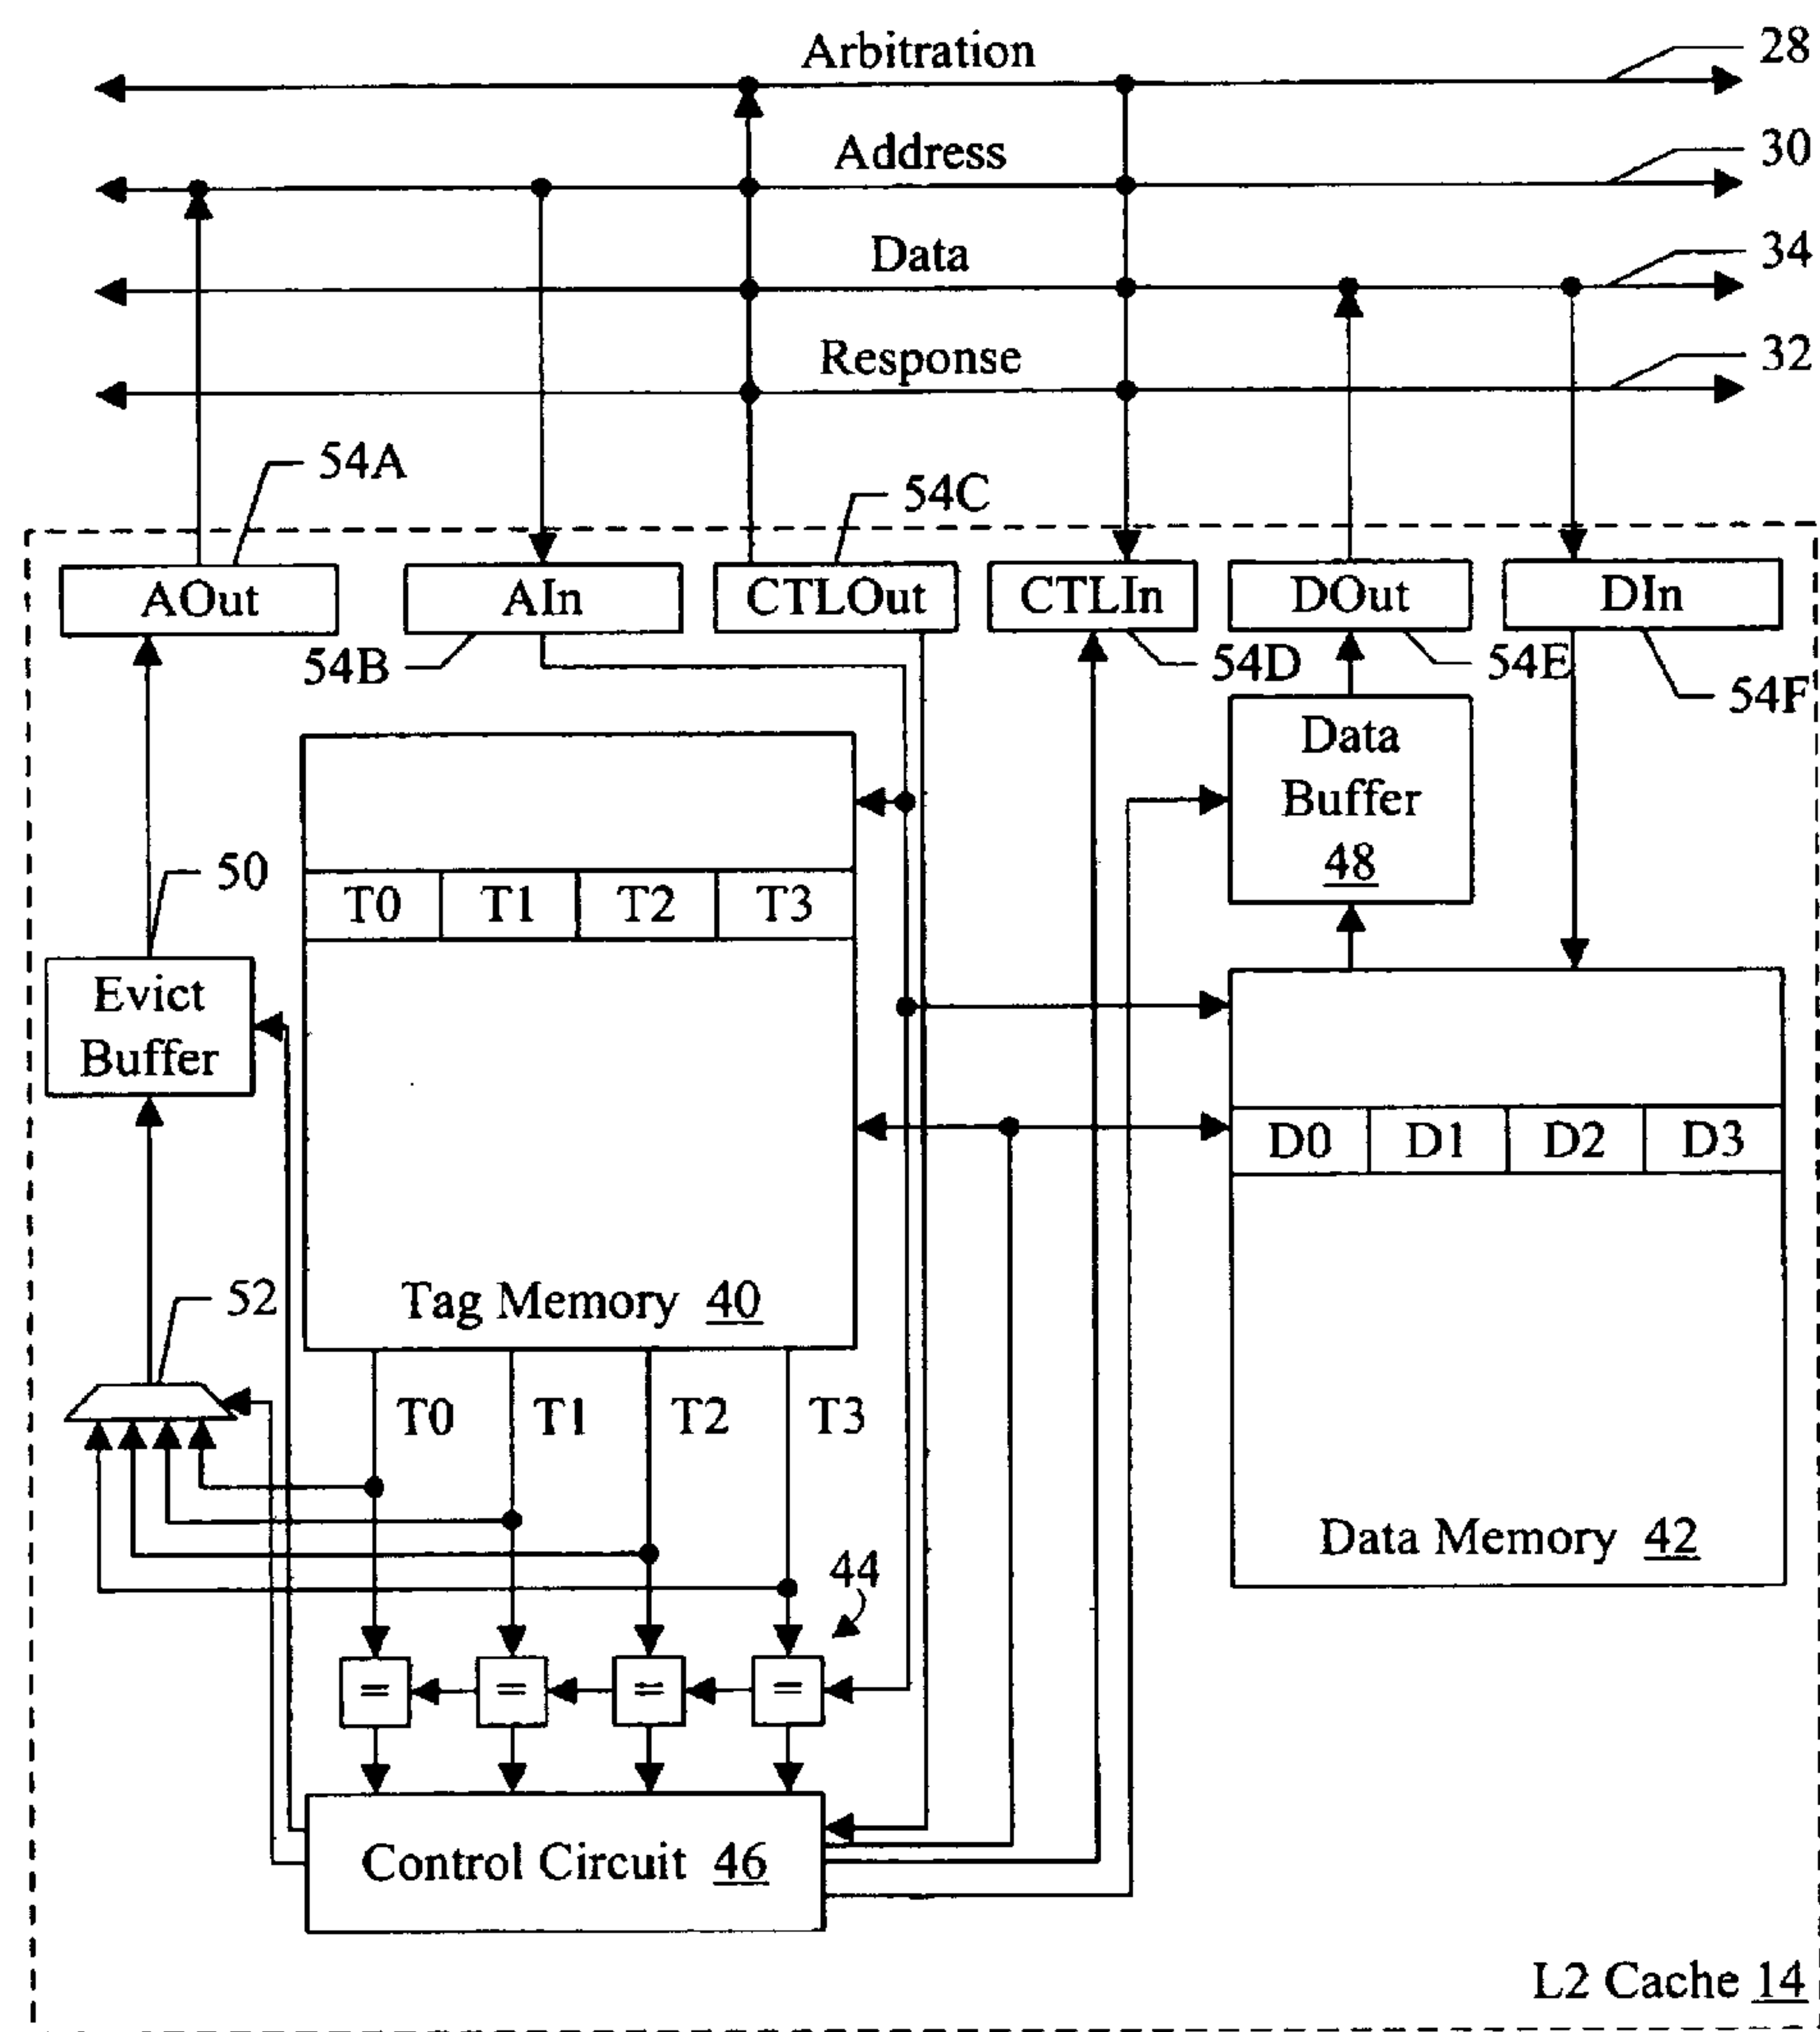 Arbitration
28
Address
30
Data
34
Response
32
54A
54C
AOut
AIn
CTLOut
CTLIn
DOut
DIn
54B
54D
54E
54F
Data
Buffer
48
50
T0 T1 T2 T3
Evict
Buffer
D0 D1 D2 D3
52
Tag Memory 40
T0 T1 T2 T3
Data Memory 42
44
= = = =
Control Circuit 46
L2 Cache 14